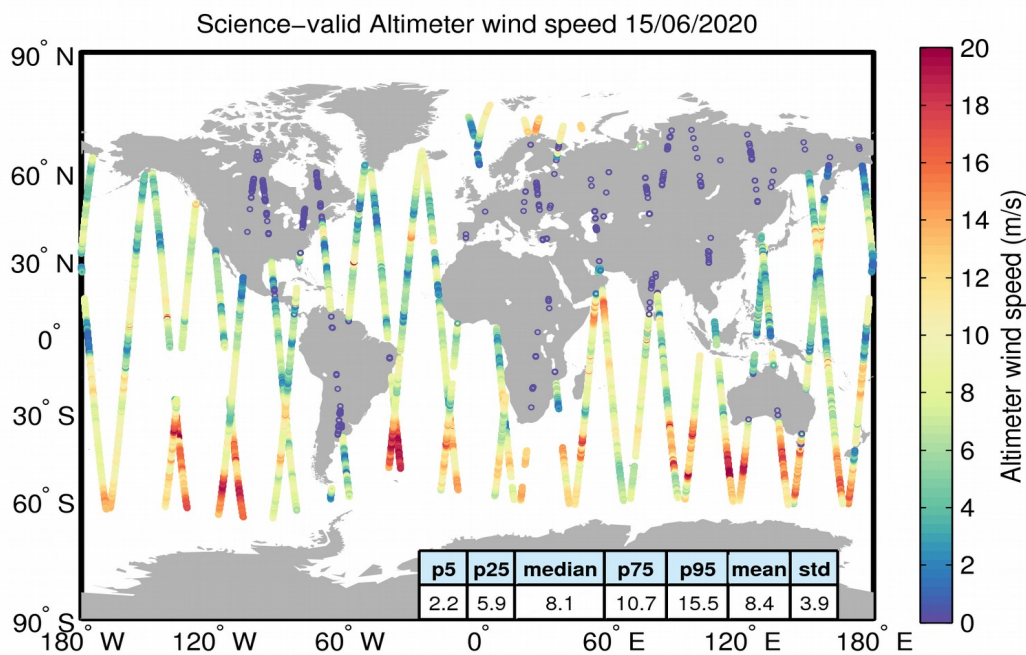 Science−valid Altimeter wind speed 15/06/2020
90° N
60° N
30° N
0°
30° S
60° S
90° S
180° W
120° W
60° W
0°
60° E
120° E
180° E
p5 p25 median p75 p95 mean std
2.2 5.9 8.1 10.7 15.5 8.4 3.9
20
18
16
14
12
10
8
6
4
2
0
Altimeter wind speed (m/s)